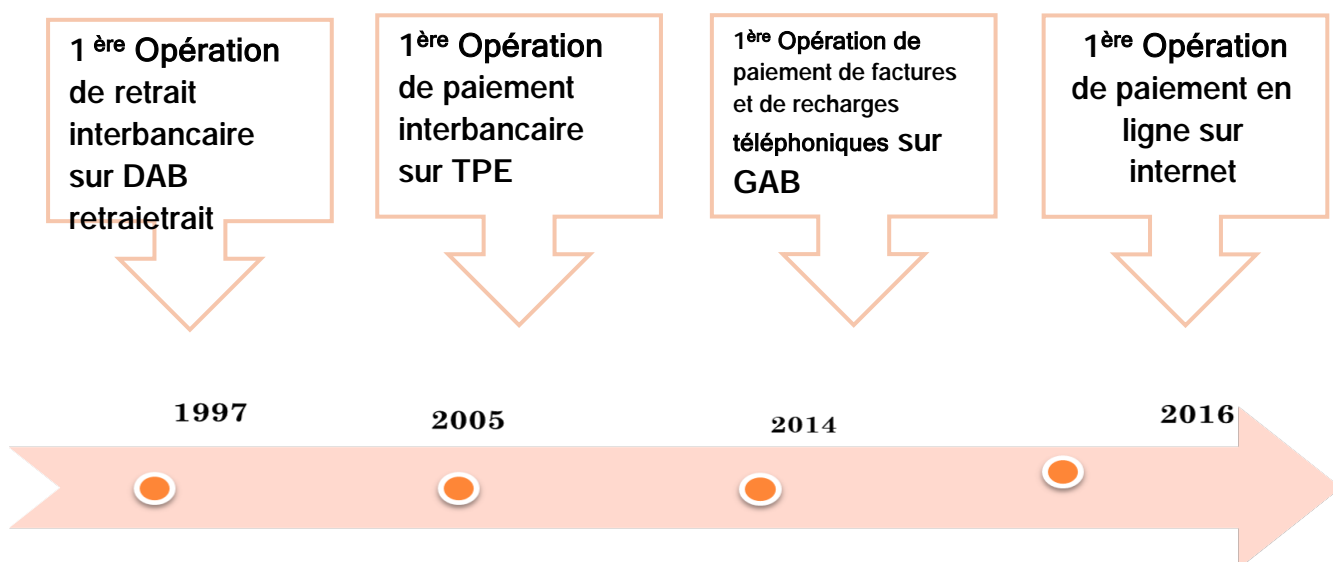 1 ère Opération
de retrait
interbancaire
sur DAB
retraietrait
1ère Opération
de paiement
interbancaire
sur TPE
1ère Opération de
paiement de factures
et de recharges
téléphoniques sur
GAB
1ère Opération
de paiement en
ligne sur
internet
1997
2005
2014
2016